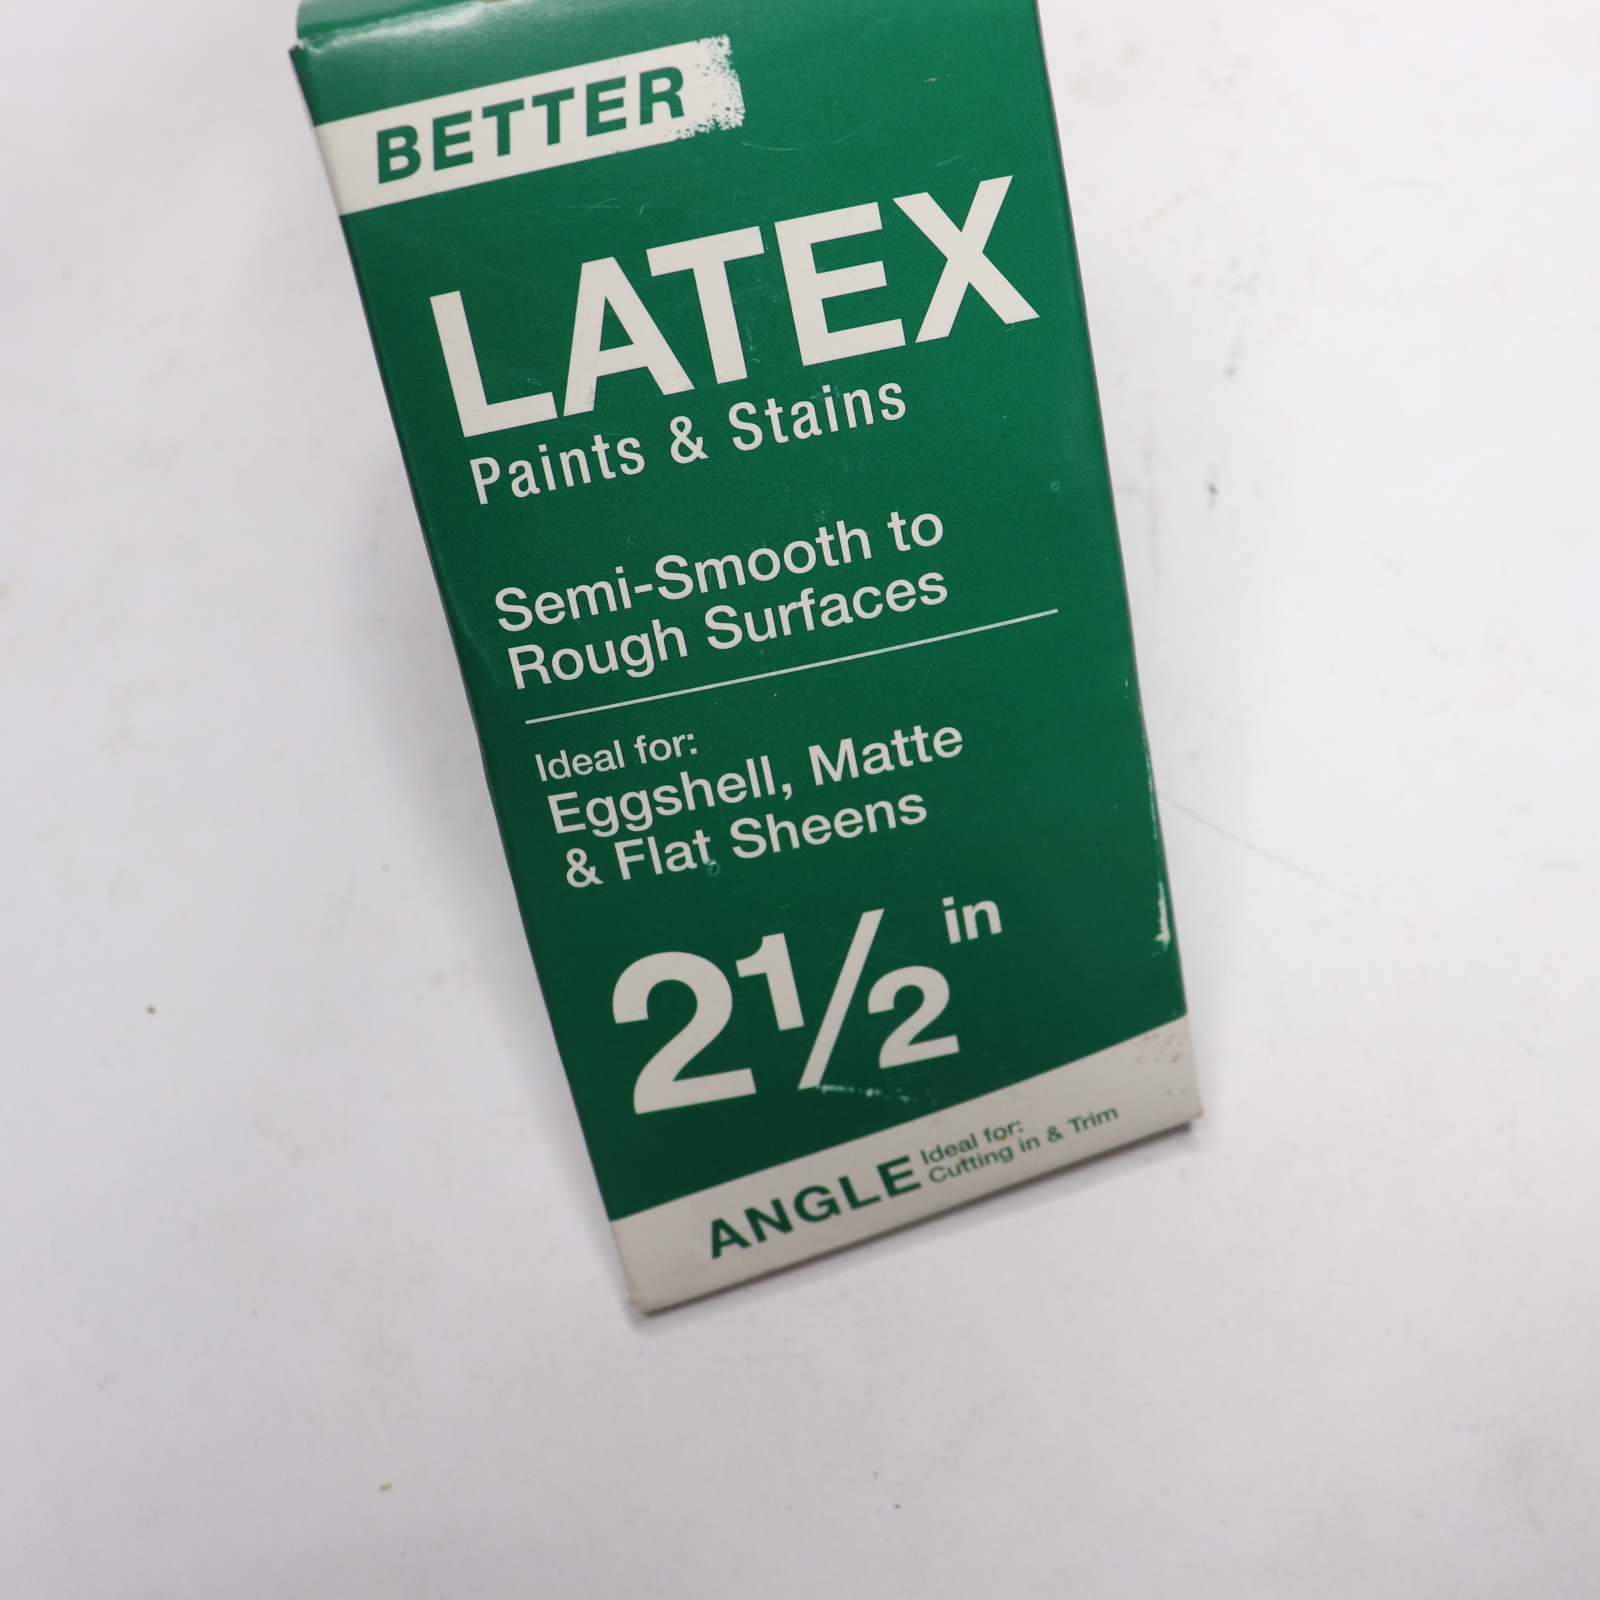 BETTER
LATEX
Paints & Stains
Semi-Smooth to
Rough Surfaces
Ideal for:
Eggshell, Matte
& Flat Sheens
2½ in
ANGLE
Ideal for:
Cutting in & Trim